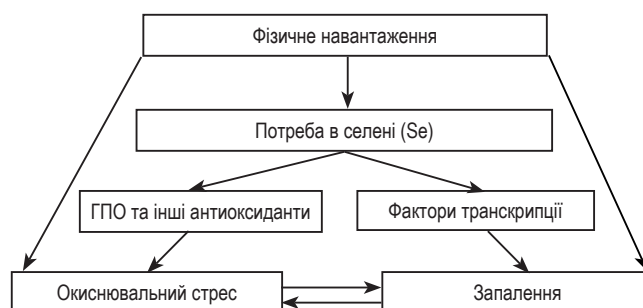 Фізичне навантаження
Потреба в селені (Se)
ГПО та інші антиоксиданти
Фактори транскрипції
Окиснювальний стрес
Запалення